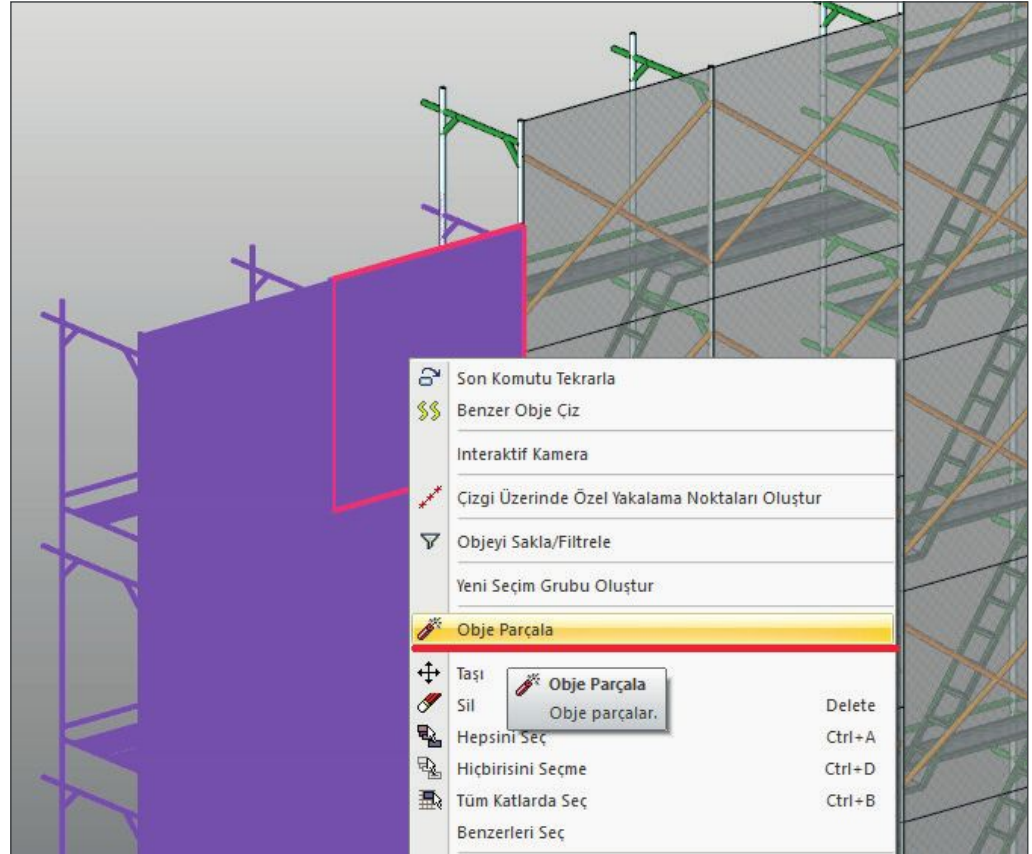 Son Komutu Tekrarla
Benzer Obje Çiz
Interaktif Kamera
Çizgi Üzerinde Özel Yakalama Noktaları Oluştur
Objeyi Sakla/Filtrele
Yeni Seçim Grubu Oluştur
Obje Parçala
Taşı
Obje Parçala
Sil Delete
Obje parçalar.
Hepsini Seç Ctrl+A
Hiçbirisini Seçme Ctrl+D
Tüm Katlarda Seç Ctrl+B
Benzerleri Seç